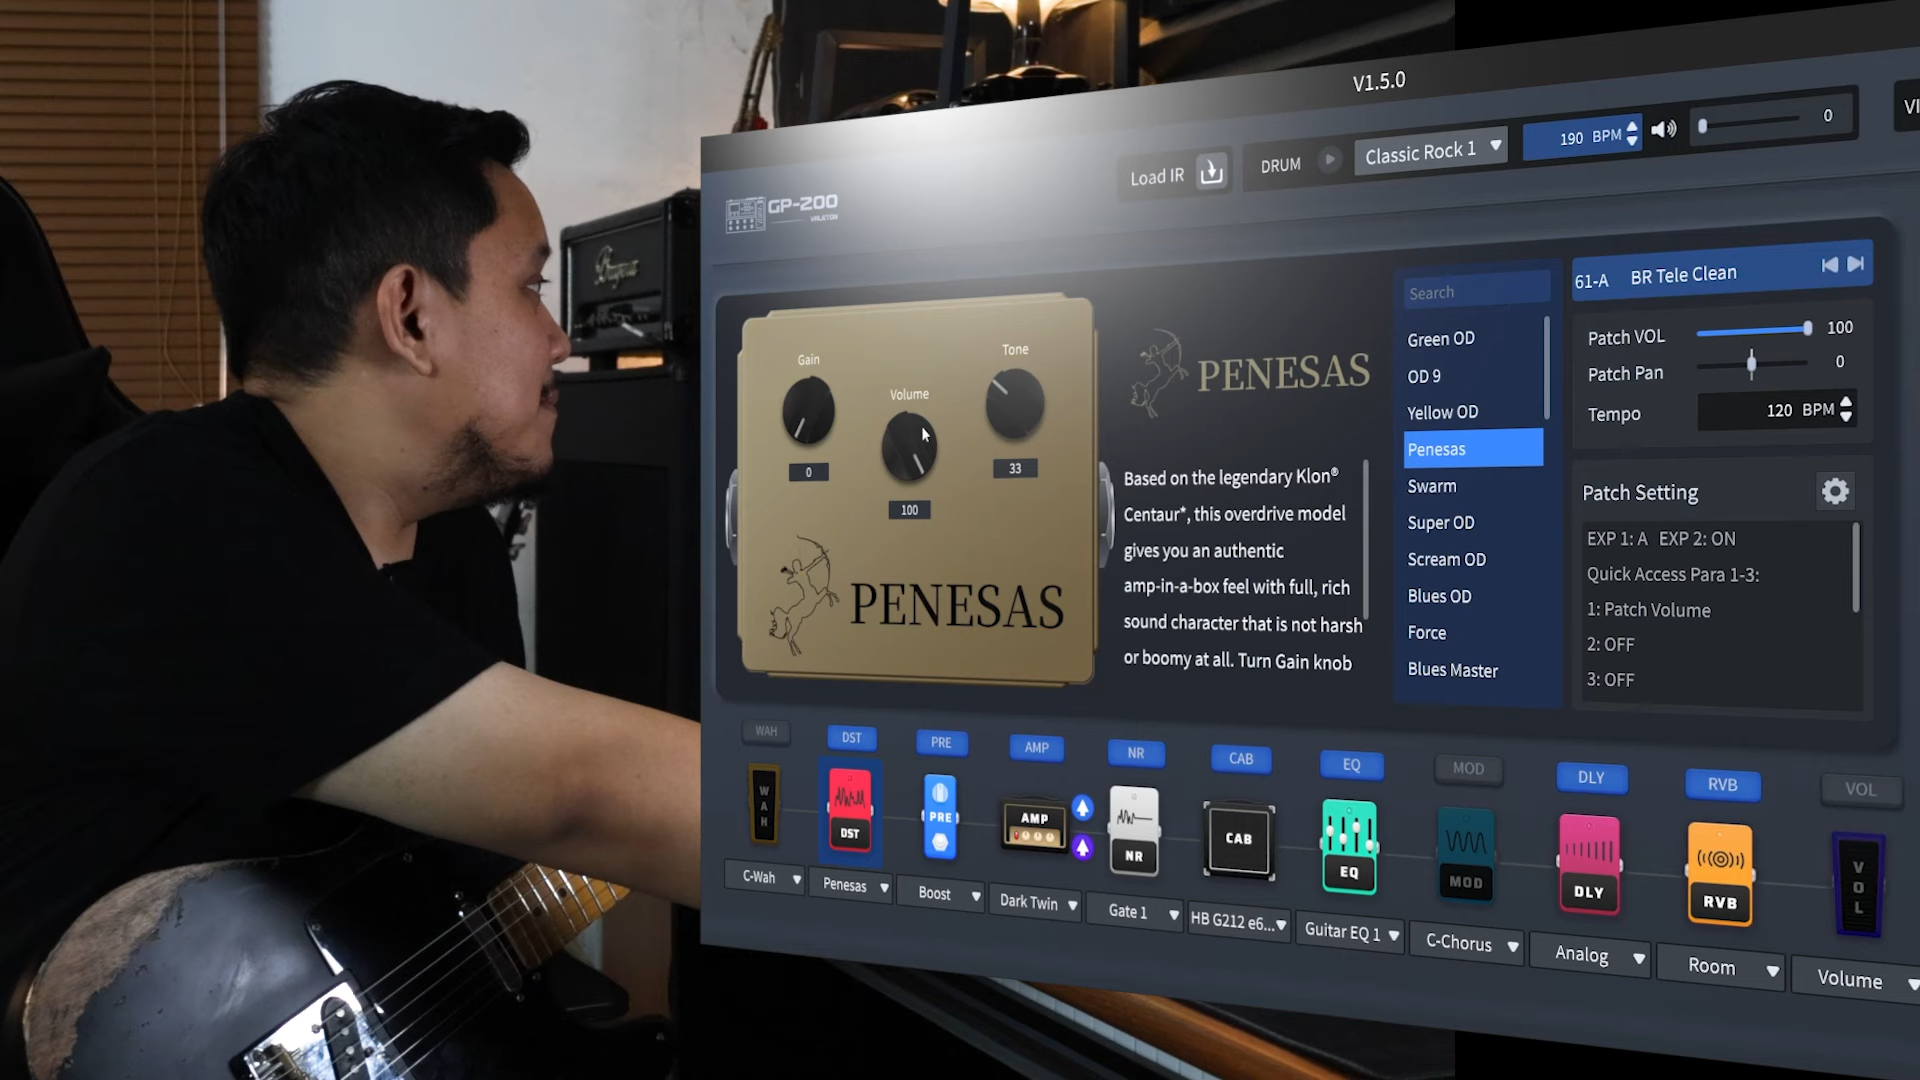 V1.5.0
GP-200
VALETON
Load IR
DRUM
Classic Rock 1
190 BPM
0
VI
Gain
0
Volume
100
Tone
33
PENESAS
PENESAS
Based on the legendary Klon®
Centaur*, this overdrive model
gives you an authentic
amp-in-a-box feel with full, rich
sound character that is not harsh
or boomy at all. Turn Gain knob
Search
Green OD
OD 9
Yellow OD
Penesas
Swarm
Super OD
Scream OD
Blues OD
Force
Blues Master
61-A BR Tele Clean
Patch VOL 100
Patch Pan 0
Tempo 120 BPM
Patch Setting
EXP 1: A EXP 2: ON
Quick Access Para 1-3:
1: Patch Volume
2: OFF
3: OFF
WAH DST PRE AMP NR CAB EQ MOD DLY RVB VOL
WAH DST PRE AMP NR CAB EQ MOD DLY RVB VOL
C-Wah Penesas Boost Dark Twin Gate 1 HB G212 e6... Guitar EQ 1 C-Chorus Analog Room Volume